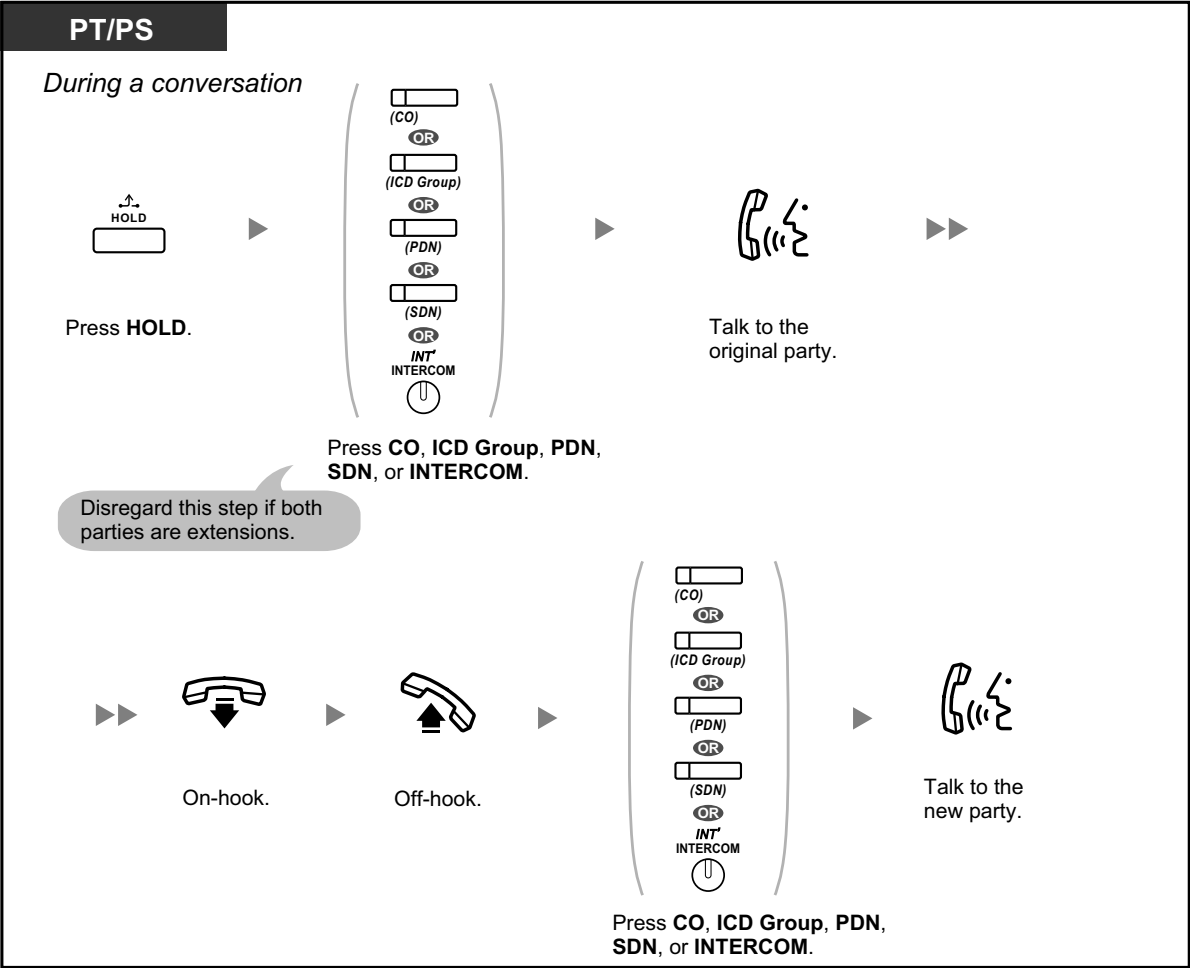 PT/PS
During a conversation
HOLD
Press HOLD.
(CO)
OR
(ICD Group)
OR
(PDN)
OR
(SDN)
OR
INT'
INTERCOM
Press CO, ICD Group, PDN,
SDN, or INTERCOM.
Disregard this step if both
parties are extensions.
Talk to the
original party.
On-hook.
Off-hook.
(CO)
OR
(ICD Group)
OR
(PDN)
OR
(SDN)
OR
INT'
INTERCOM
Press CO, ICD Group, PDN,
SDN, or INTERCOM.
Talk to the
new party.